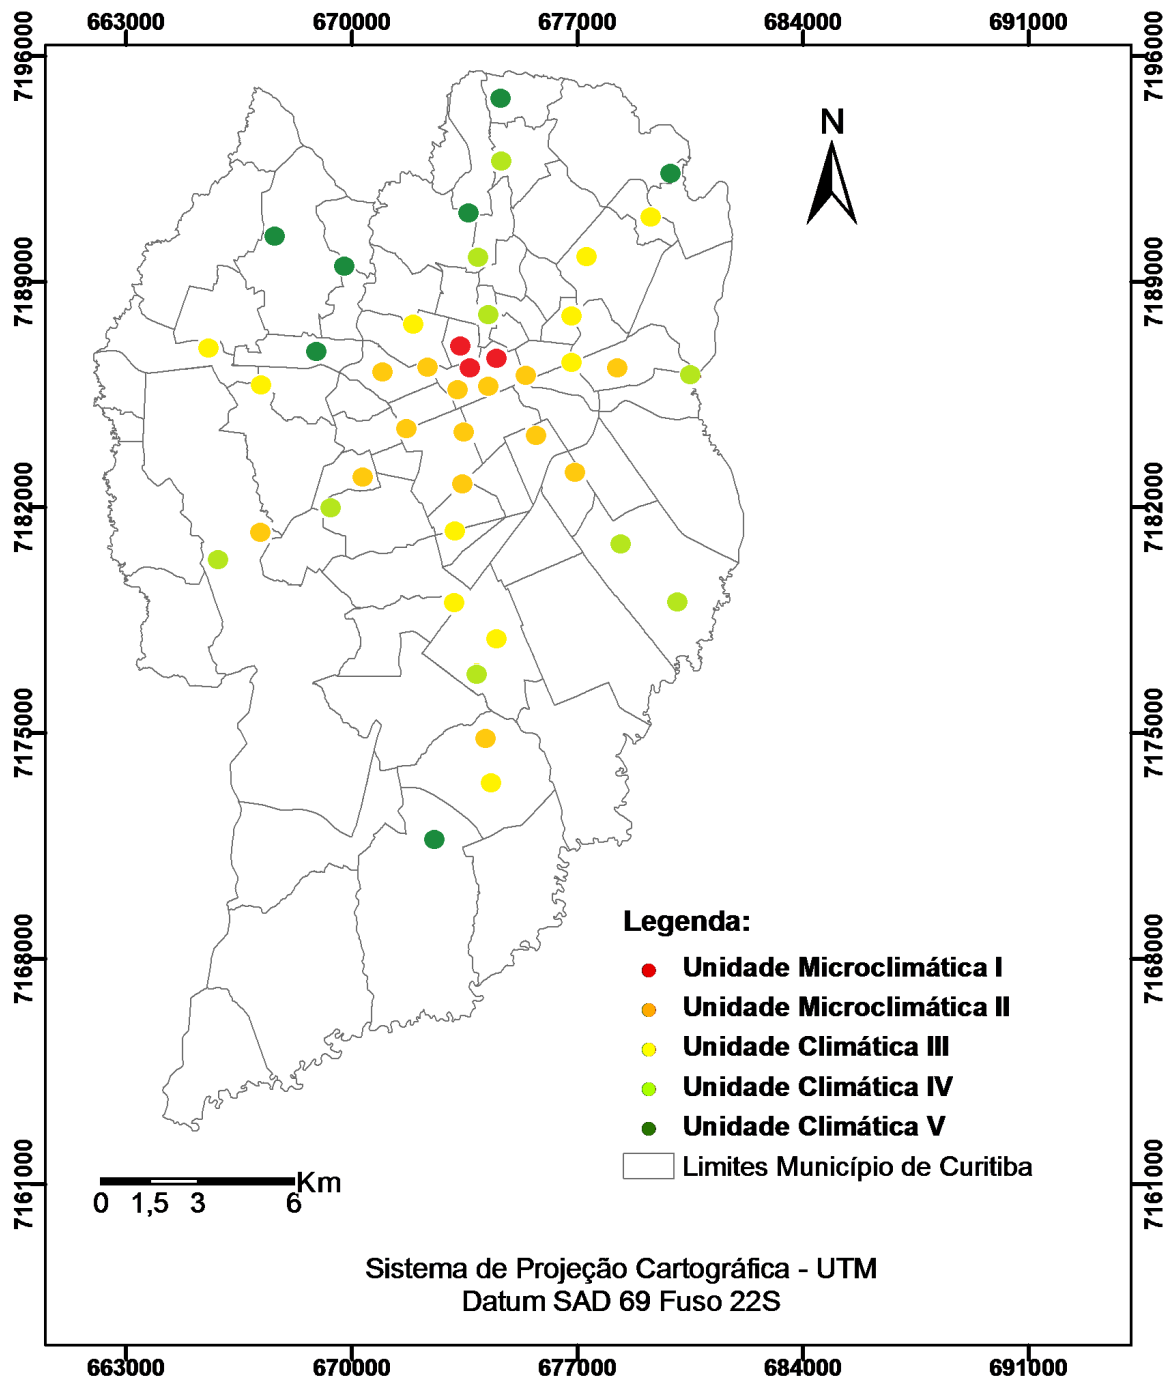 663000 670000 677000 684000 691000
7196000 7196000
N
7189000 7189000
7182000 7182000
7175000 7175000
Legenda:
7168000 7168000
Unidade Microclimática I
Unidade Microclimática II
Unidade Climática III
Unidade Climática IV
Unidade Climática V
Limites Município de Curitiba
7161000 7161000
Km
0 1,5 3 6
Sistema de Projeção Cartográfica - UTM
Datum SAD 69 Fuso 22S
663000 670000 677000 684000 691000